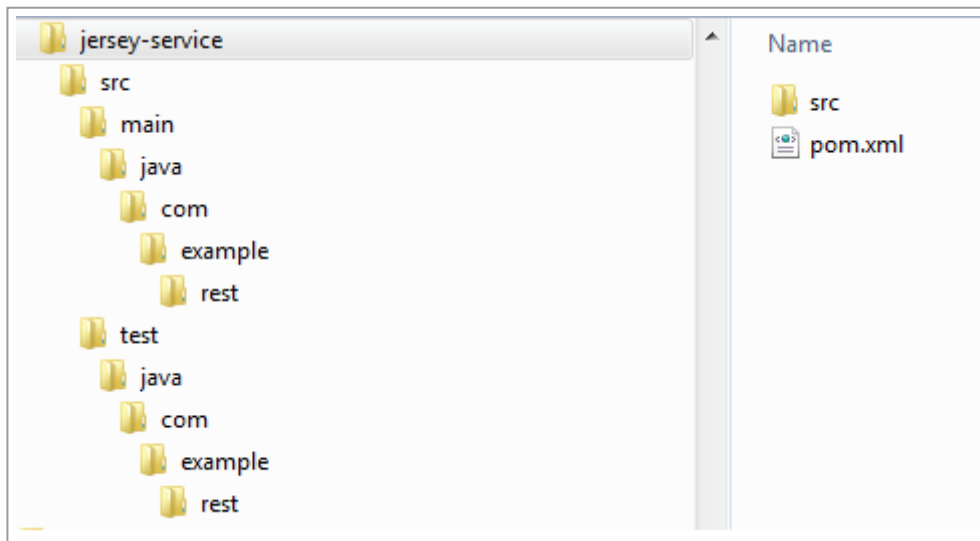 jersey-service
src
main
java
com
example
rest
test
java
com
example
rest
Name
src
pom.xml